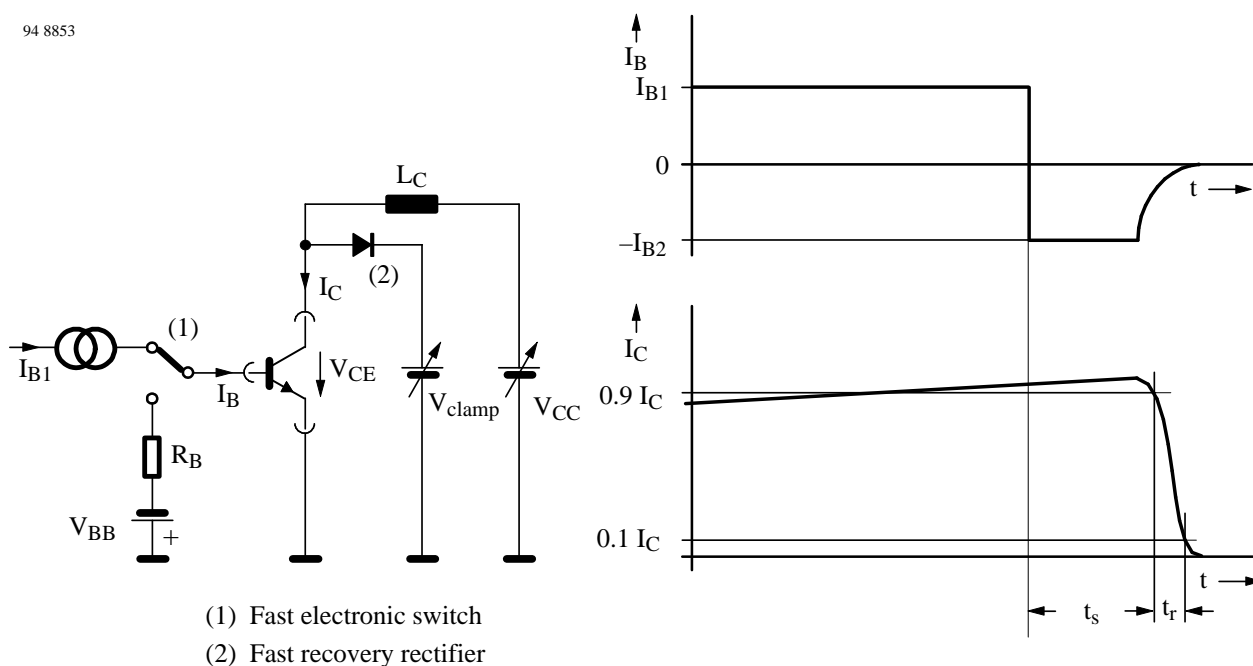 94 8853
I_B
I_B1
0
t
–I_B2
L_C
(2)
I_C
(1)
I_B1
I_B
V_CE
V_clamp
V_CC
R_B
V_BB
+
I_C
0.9 I_C
0.1 I_C
t
t_s
t_r
(1) Fast electronic switch
(2) Fast recovery rectifier